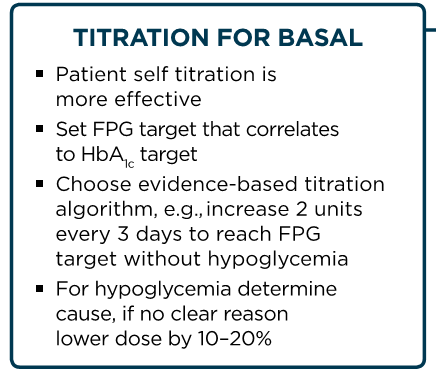 TITRATION FOR BASAL
▪ Patient self titration is
more effective
▪ Set FPG target that correlates
to HbA1c target
▪ Choose evidence-based titration
algorithm, e.g., increase 2 units
every 3 days to reach FPG
target without hypoglycemia
▪ For hypoglycemia determine
cause, if no clear reason
lower dose by 10–20%